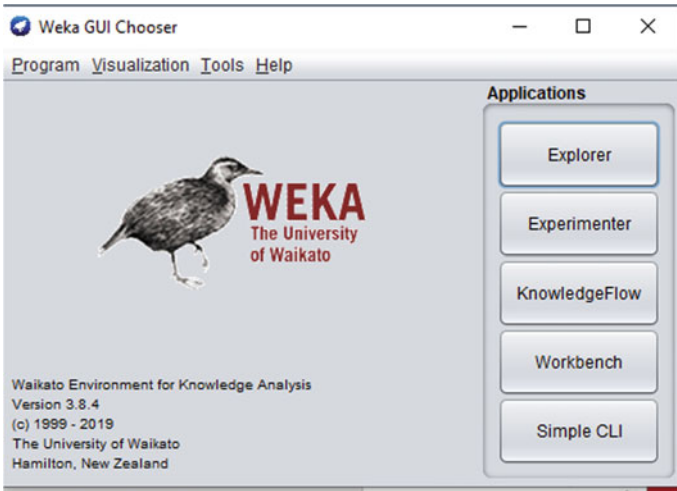 Weka GUI Chooser
Program Visualization Tools Help
Applications
Explorer
Experimenter
KnowledgeFlow
Workbench
Simple CLI
WEKA
The University
of Waikato
Waikato Environment for Knowledge Analysis
Version 3.8.4
(c) 1999 - 2019
The University of Waikato
Hamilton, New Zealand